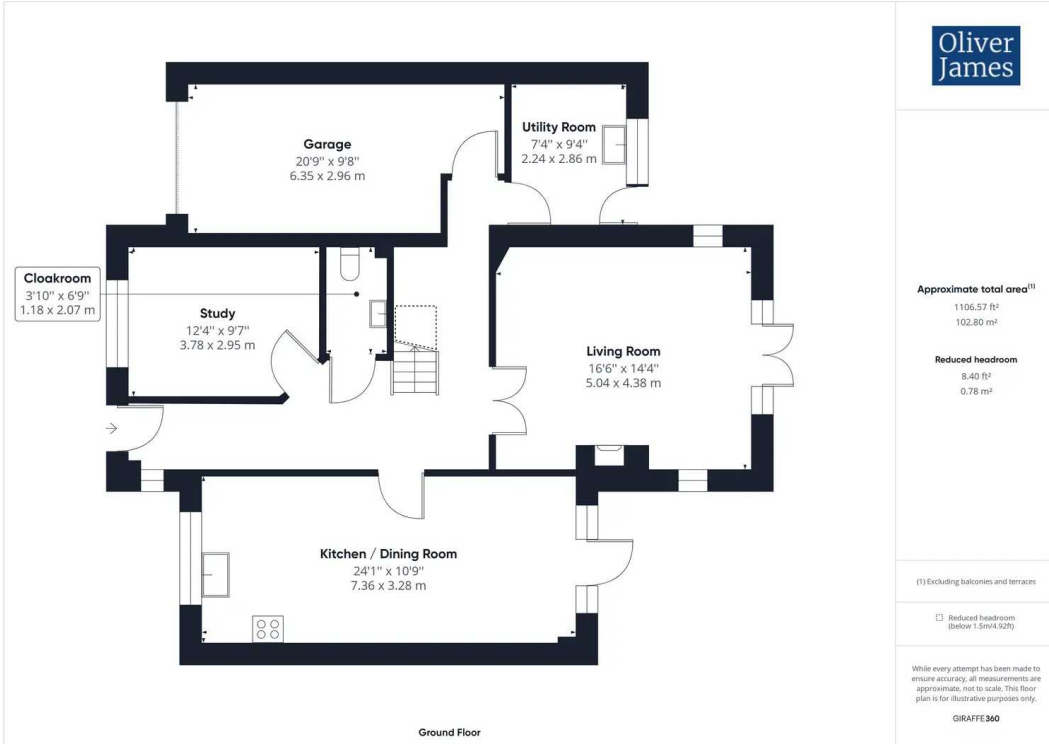 Oliver
James
Garage
20'9" x 9'8"
6.35 x 2.96 m
Utility Room
7'4" x 9'4"
2.24 x 2.86 m
Cloakroom
3'10" x 6'9"
1.18 x 2.07 m
Study
12'4" x 9'7"
3.78 x 2.95 m
Living Room
16'6" x 14'4"
5.04 x 4.38 m
Kitchen / Dining Room
24'1" x 10'9"
7.36 x 3.28 m
Ground Floor
Approximate total area(1)
1106.57 ft²
102.80 m²
Reduced headroom
8.40 ft²
0.78 m²
(1) Excluding balconies and terraces
Reduced headroom
(below 1.5m/4.92ft)
While every attempt has been made to
ensure accuracy, all measurements are
approximate, not to scale. This floor
plan is for illustrative purposes only.
GIRAFFE360